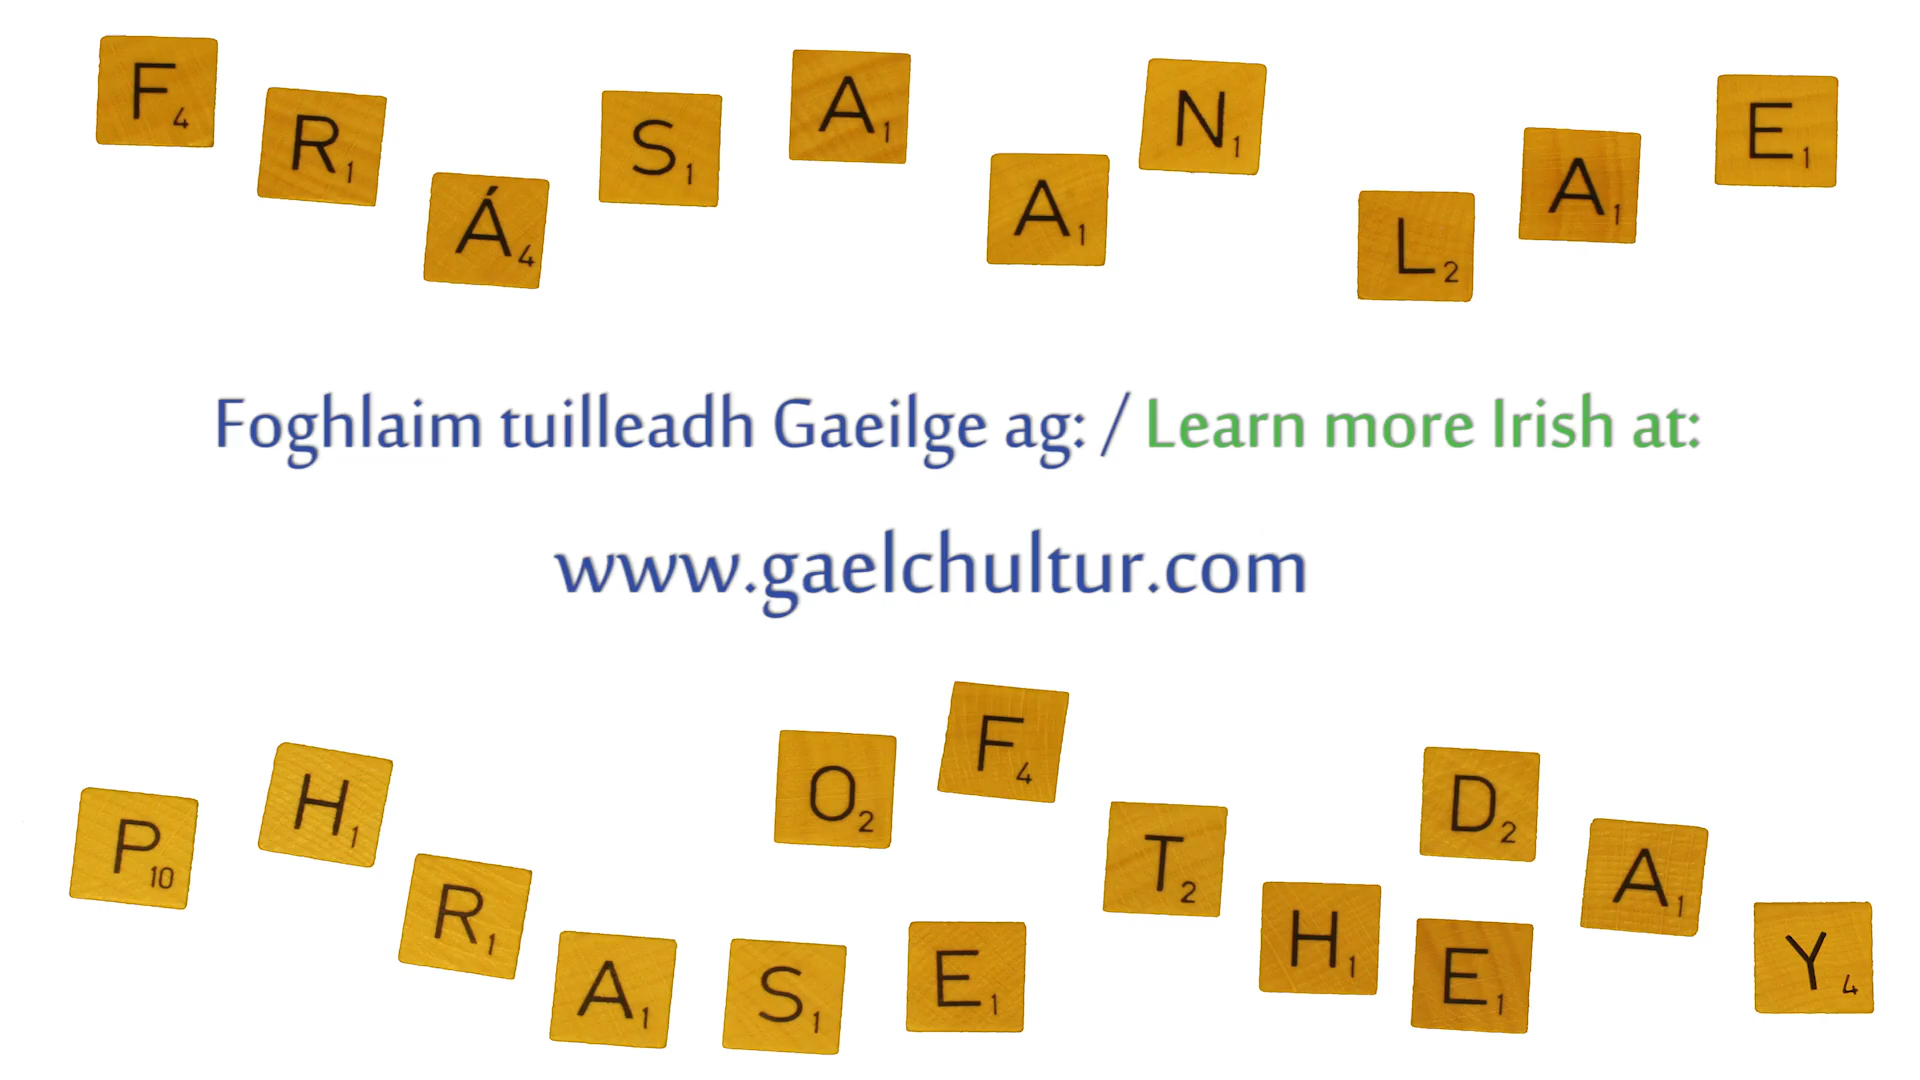 FRÁSA AN LAE
Foghlaim tuilleadh Gaeilge ag: / Learn more Irish at:
www.gaelchultur.com
PHRASE OF THE DAY